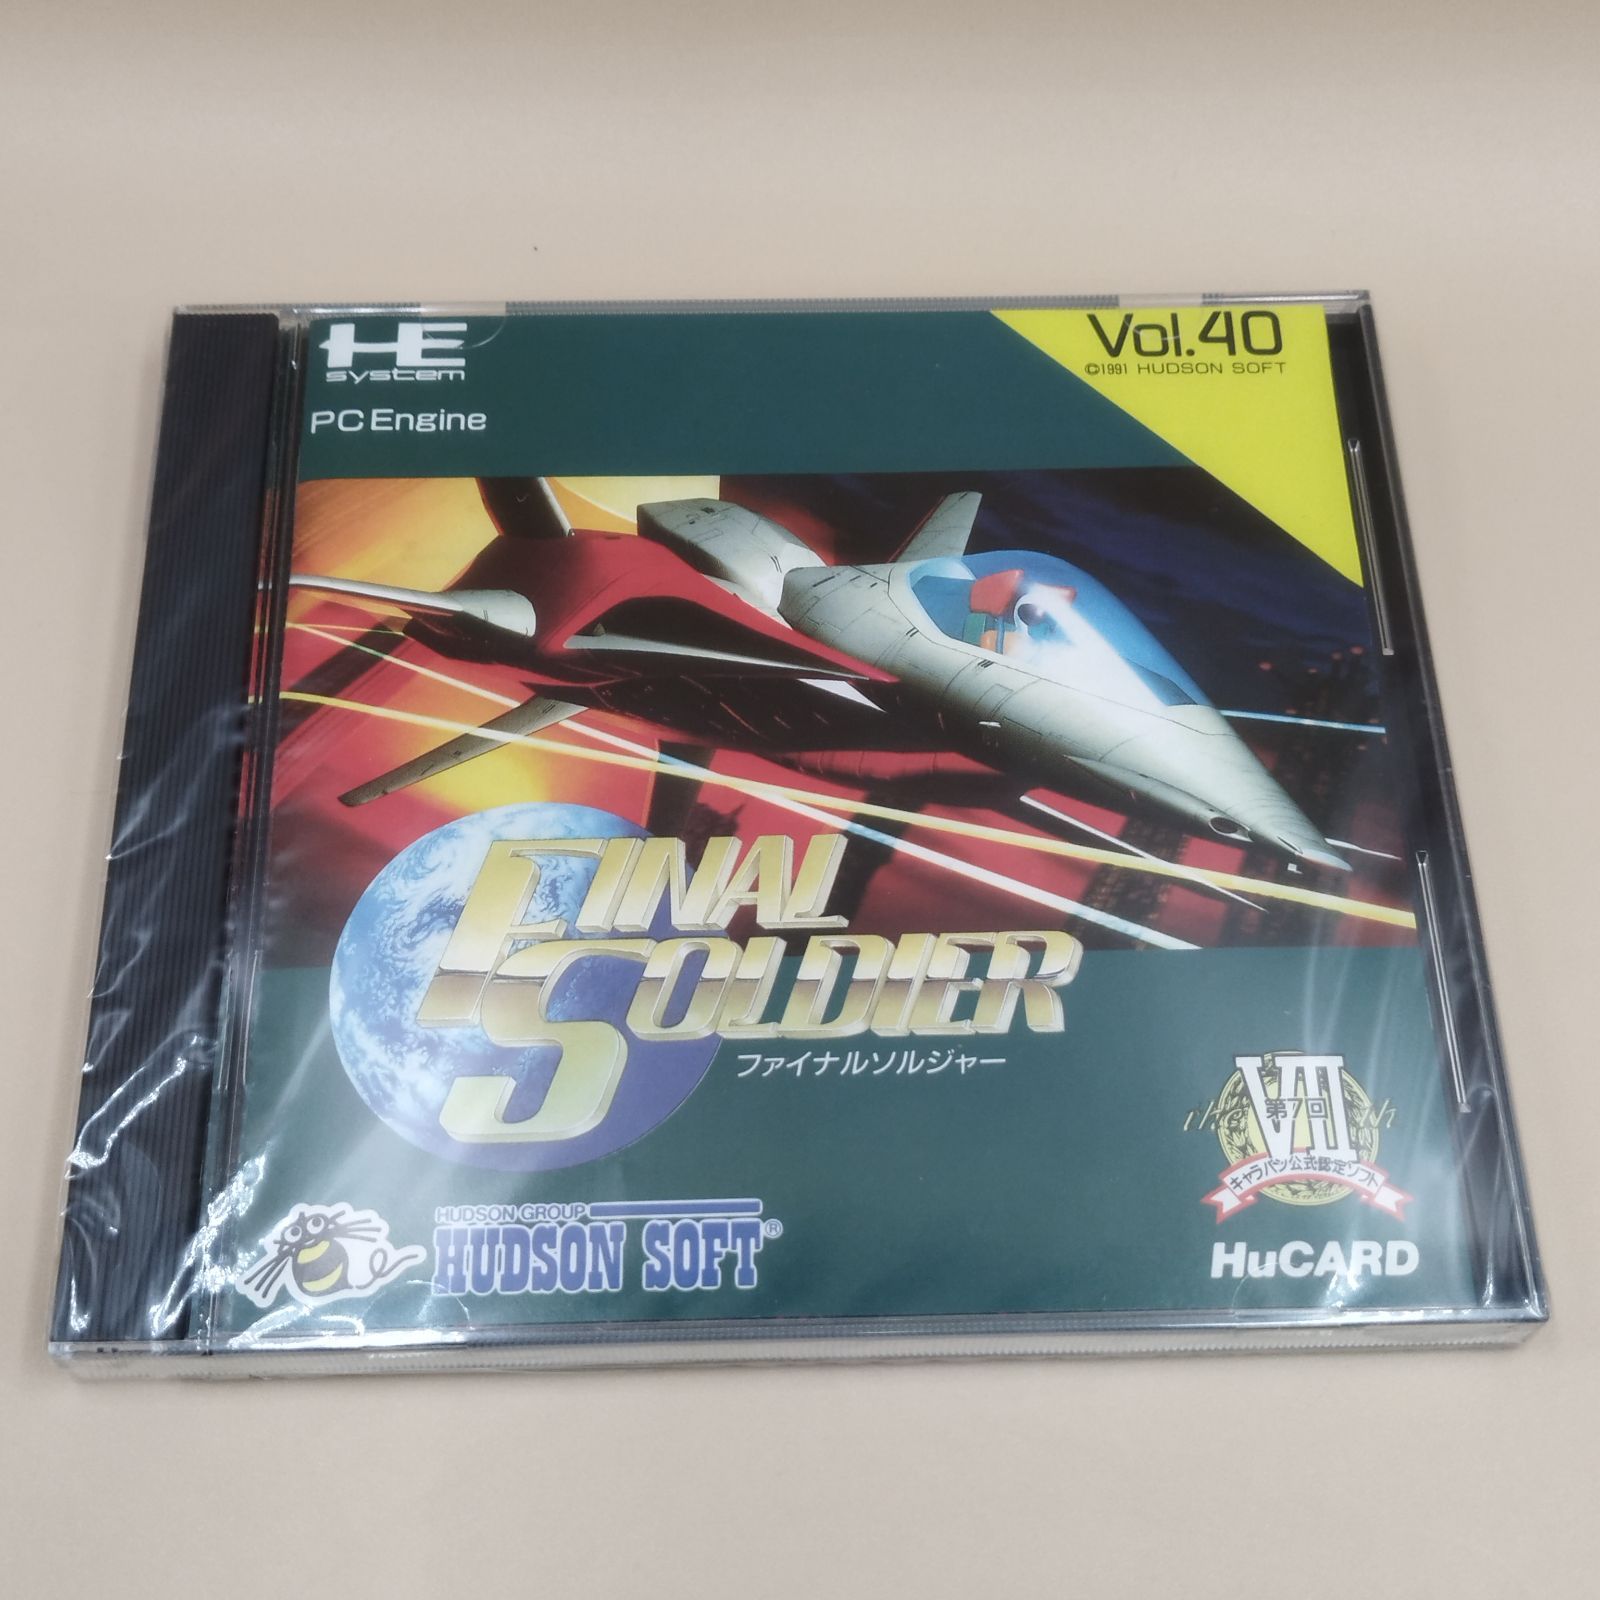 HE
system
PC Engine
Vol.40
©1991 HUDSON SOFT
FINAL
SOLDIER
ファイナルソルジャー
VII
第7回
キャラバン公式認定ソフト
HUDSON GROUP
HUDSON SOFT®
HuCARD